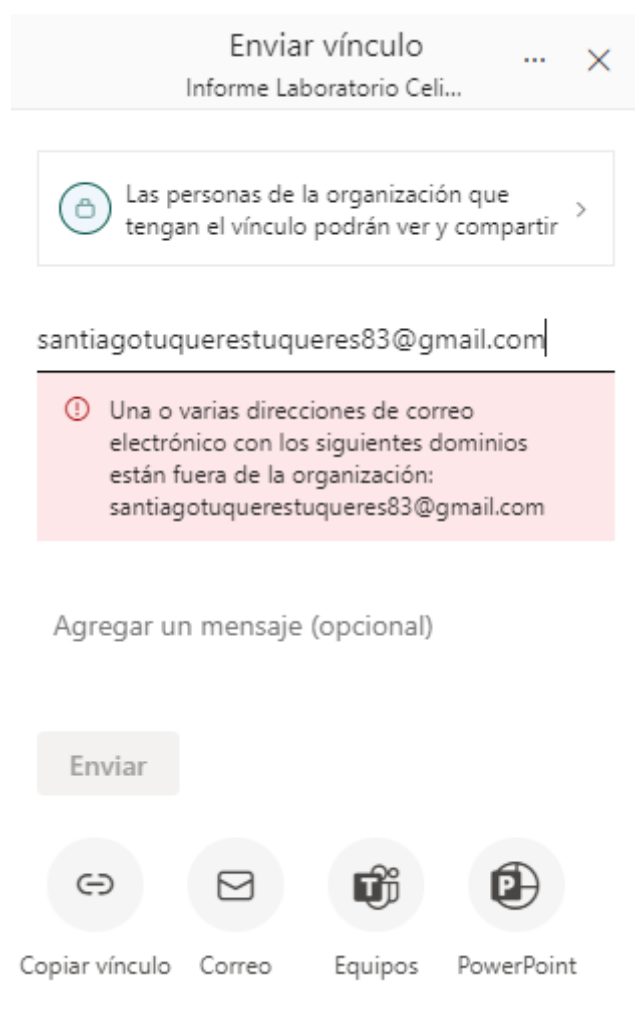 Enviar vínculo
Informe Laboratorio Celi...
Las personas de la organización que
tengan el vínculo podrán ver y compartir
santiagotuquerestuqueres83@gmail.com
Una o varias direcciones de correo
electrónico con los siguientes dominios
están fuera de la organización:
santiagotuquerestuqueres83@gmail.com
Agregar un mensaje (opcional)
Enviar
Copiar vínculo Correo Equipos PowerPoint